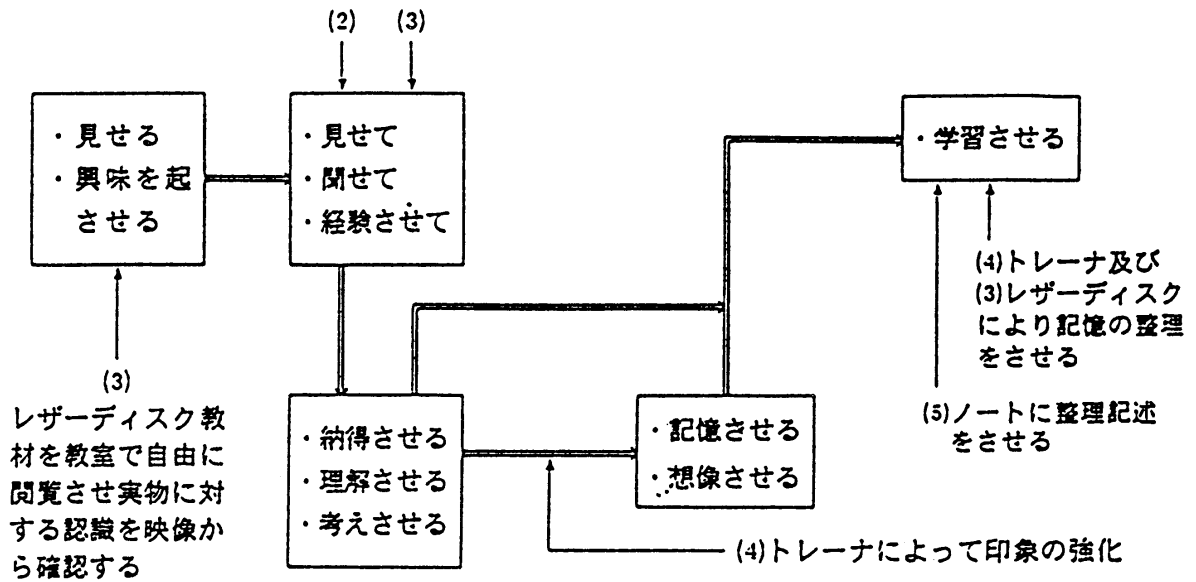 (2) (3)
・見せる
・興味を起
させる
・見せて
・聞せて
・経験させて
・学習させる
(4)トレーナ及び
(3)レザーディスク
により記憶の整理
をさせる
(5)ノートに整理記述
をさせる
(3)
レザーディスク教
材を教室で自由に
閲覧させ実物に対
する認識を映像か
ら確認する
・納得させる
・理解させる
・考えさせる
・記憶させる
・想像させる
(4)トレーナによって印象の強化